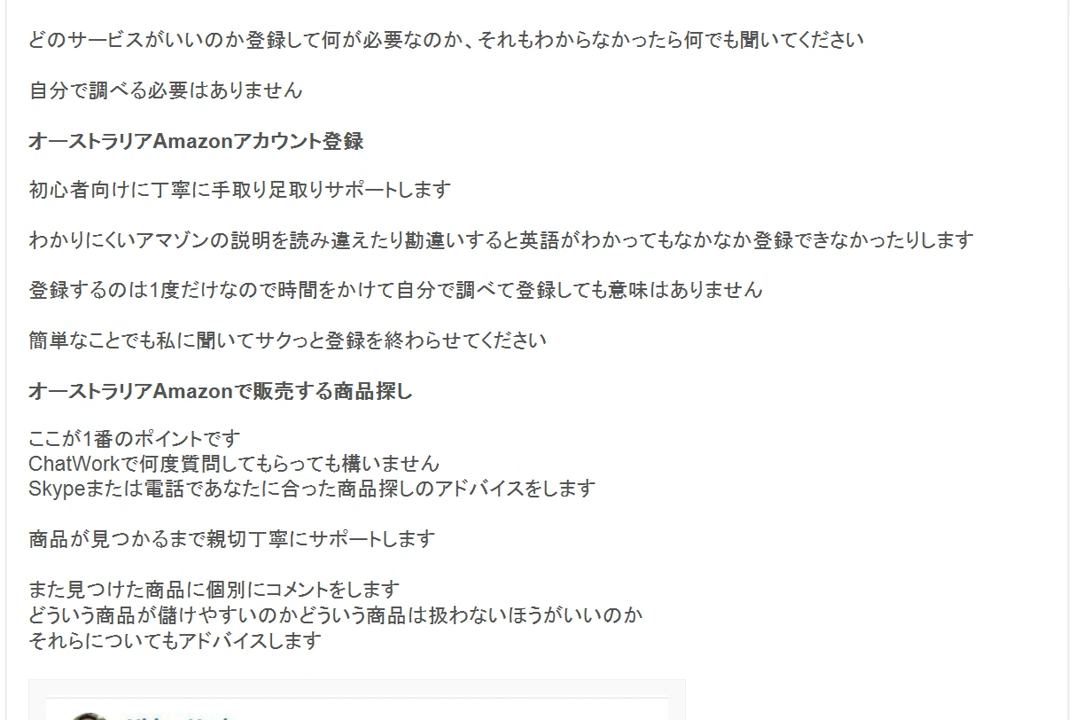 どのサービスがいいのか登録して何が必要なのか、それもわからなかったら何でも聞いてください
自分で調べる必要はありません
オーストラリアAmazonアカウント登録
初心者向けに丁寧に手取り足取りサポートします
わかりにくいアマゾンの説明を読み違えたり勘違いすると英語がわかってもなかなか登録できなかったりします
登録するのは1度だけなので時間をかけて自分で調べて登録しても意味はありません
簡単なことでも私に聞いてサクっと登録を終わらせてください
オーストラリアAmazonで販売する商品探し
ここが1番のポイントです
ChatWorkで何度質問してもらっても構いません
Skypeまたは電話であなたに合った商品探しのアドバイスをします
商品が見つかるまで親切丁寧にサポートします
また見つけた商品に個別にコメントをします
どういう商品が儲けやすいのかどういう商品は扱わないほうがいいのか
それらについてもアドバイスします